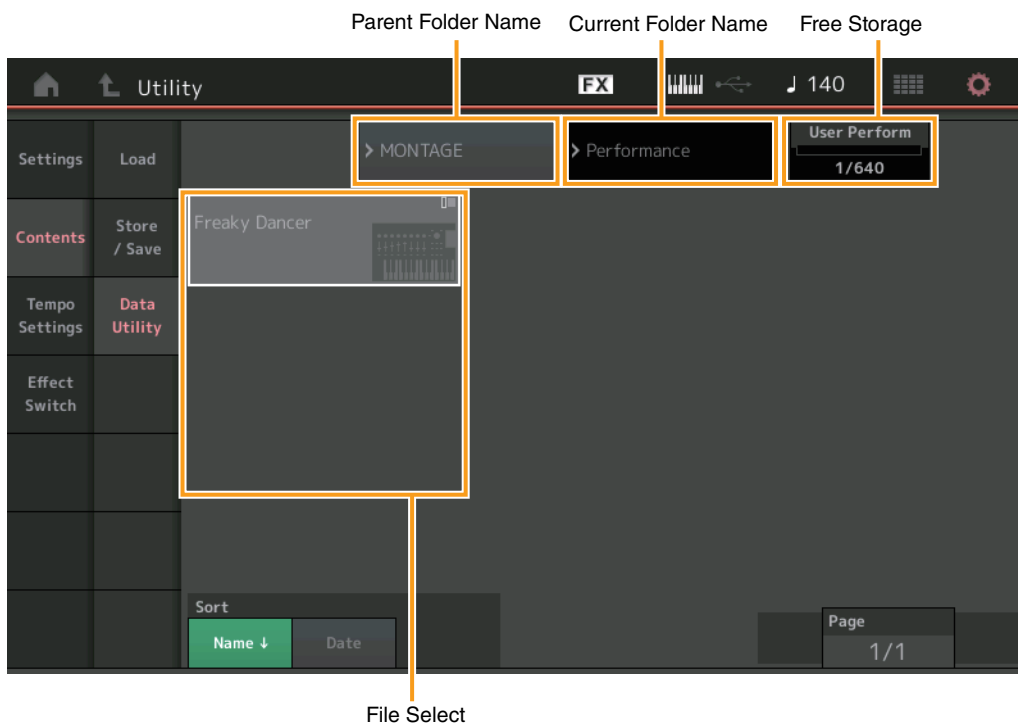 Parent Folder Name
Current Folder Name
Free Storage
Utility
FX
140
Settings
Load
> MONTAGE
> Performance
User Perform
1/640
Contents
Store
/ Save
Freaky Dancer
Tempo
Settings
Data
Utility
Effect
Switch
Sort
Name ↓
Date
Page
1/1
File Select